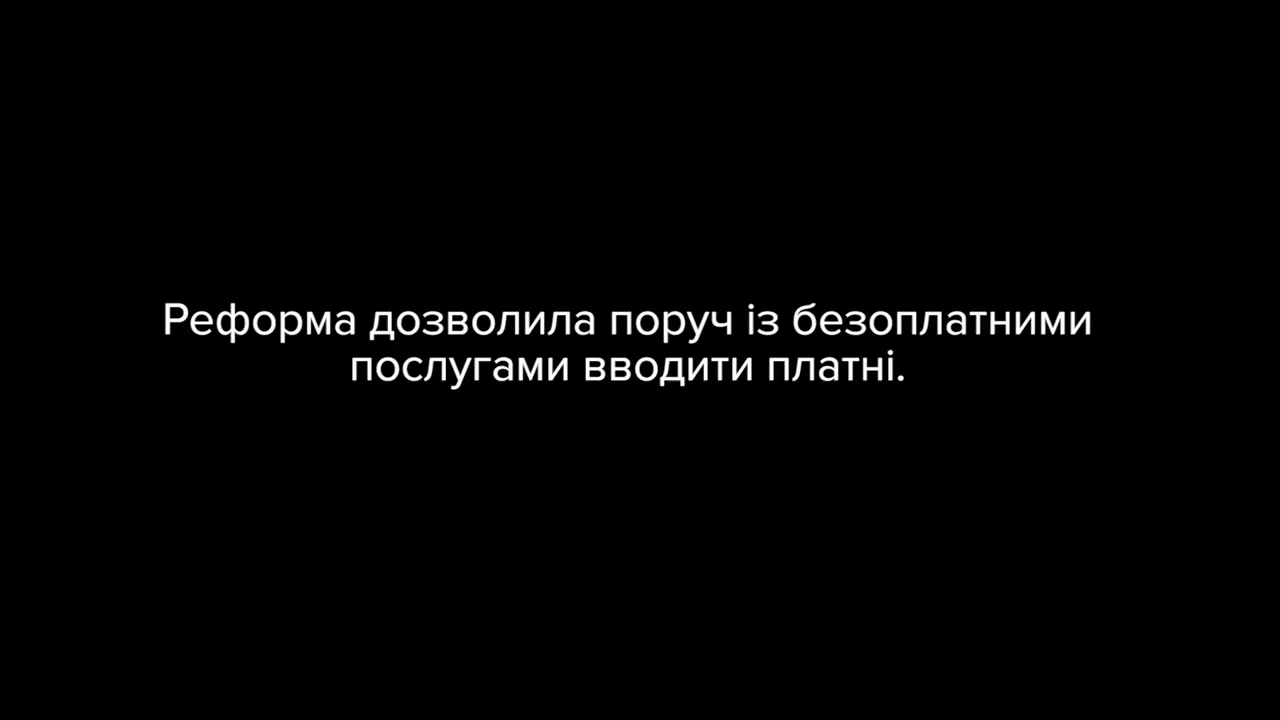 Реформа дозволила поруч із безоплатними
послугами вводити платні.